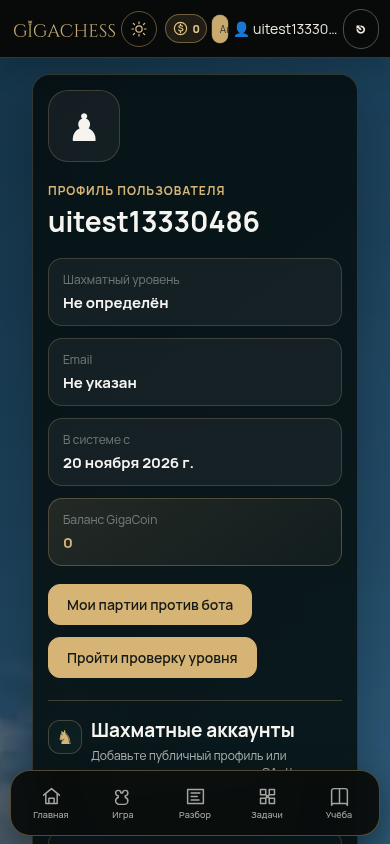 GIGACHESS
0
uitest13330...
ПРОФИЛЬ ПОЛЬЗОВАТЕЛЯ
uitest13330486
Шахматный уровень
Не определён
Email
Не указан
В системе с
20 ноября 2026 г.
Баланс GigaCoin
0
Мои партии против бота
Пройти проверку уровня
Шахматные аккаунты
Добавьте публичный профиль или
Главная
Игра
Разбор
Задачи
Учёба